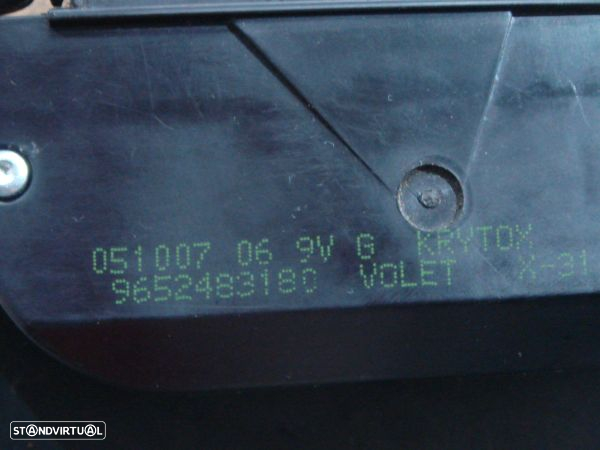 051007 06 9V G KRYTOX
9652483180 VOLET X-31
STANDVIRTUAL